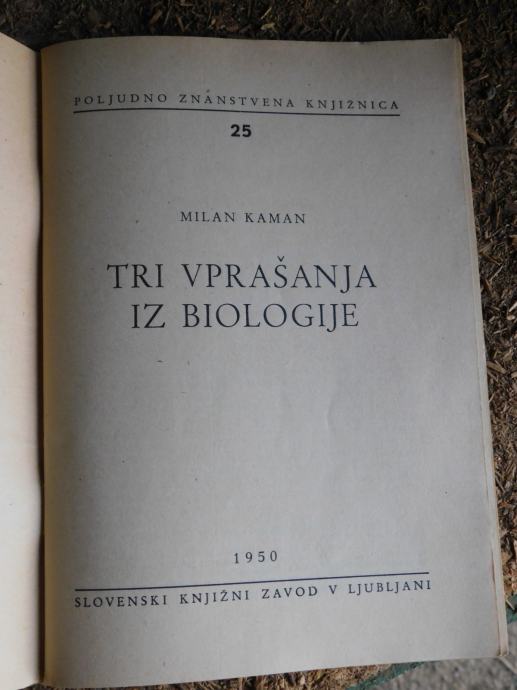 POLJUDNO ZNANSTVENA KNJIŽNICA
25
MILAN KAMAN
TRI VPRAŠANJA
IZ BIOLOGIJE
1950
SLOVENSKI KNJIŽNI ZAVOD V LJUBLJANI